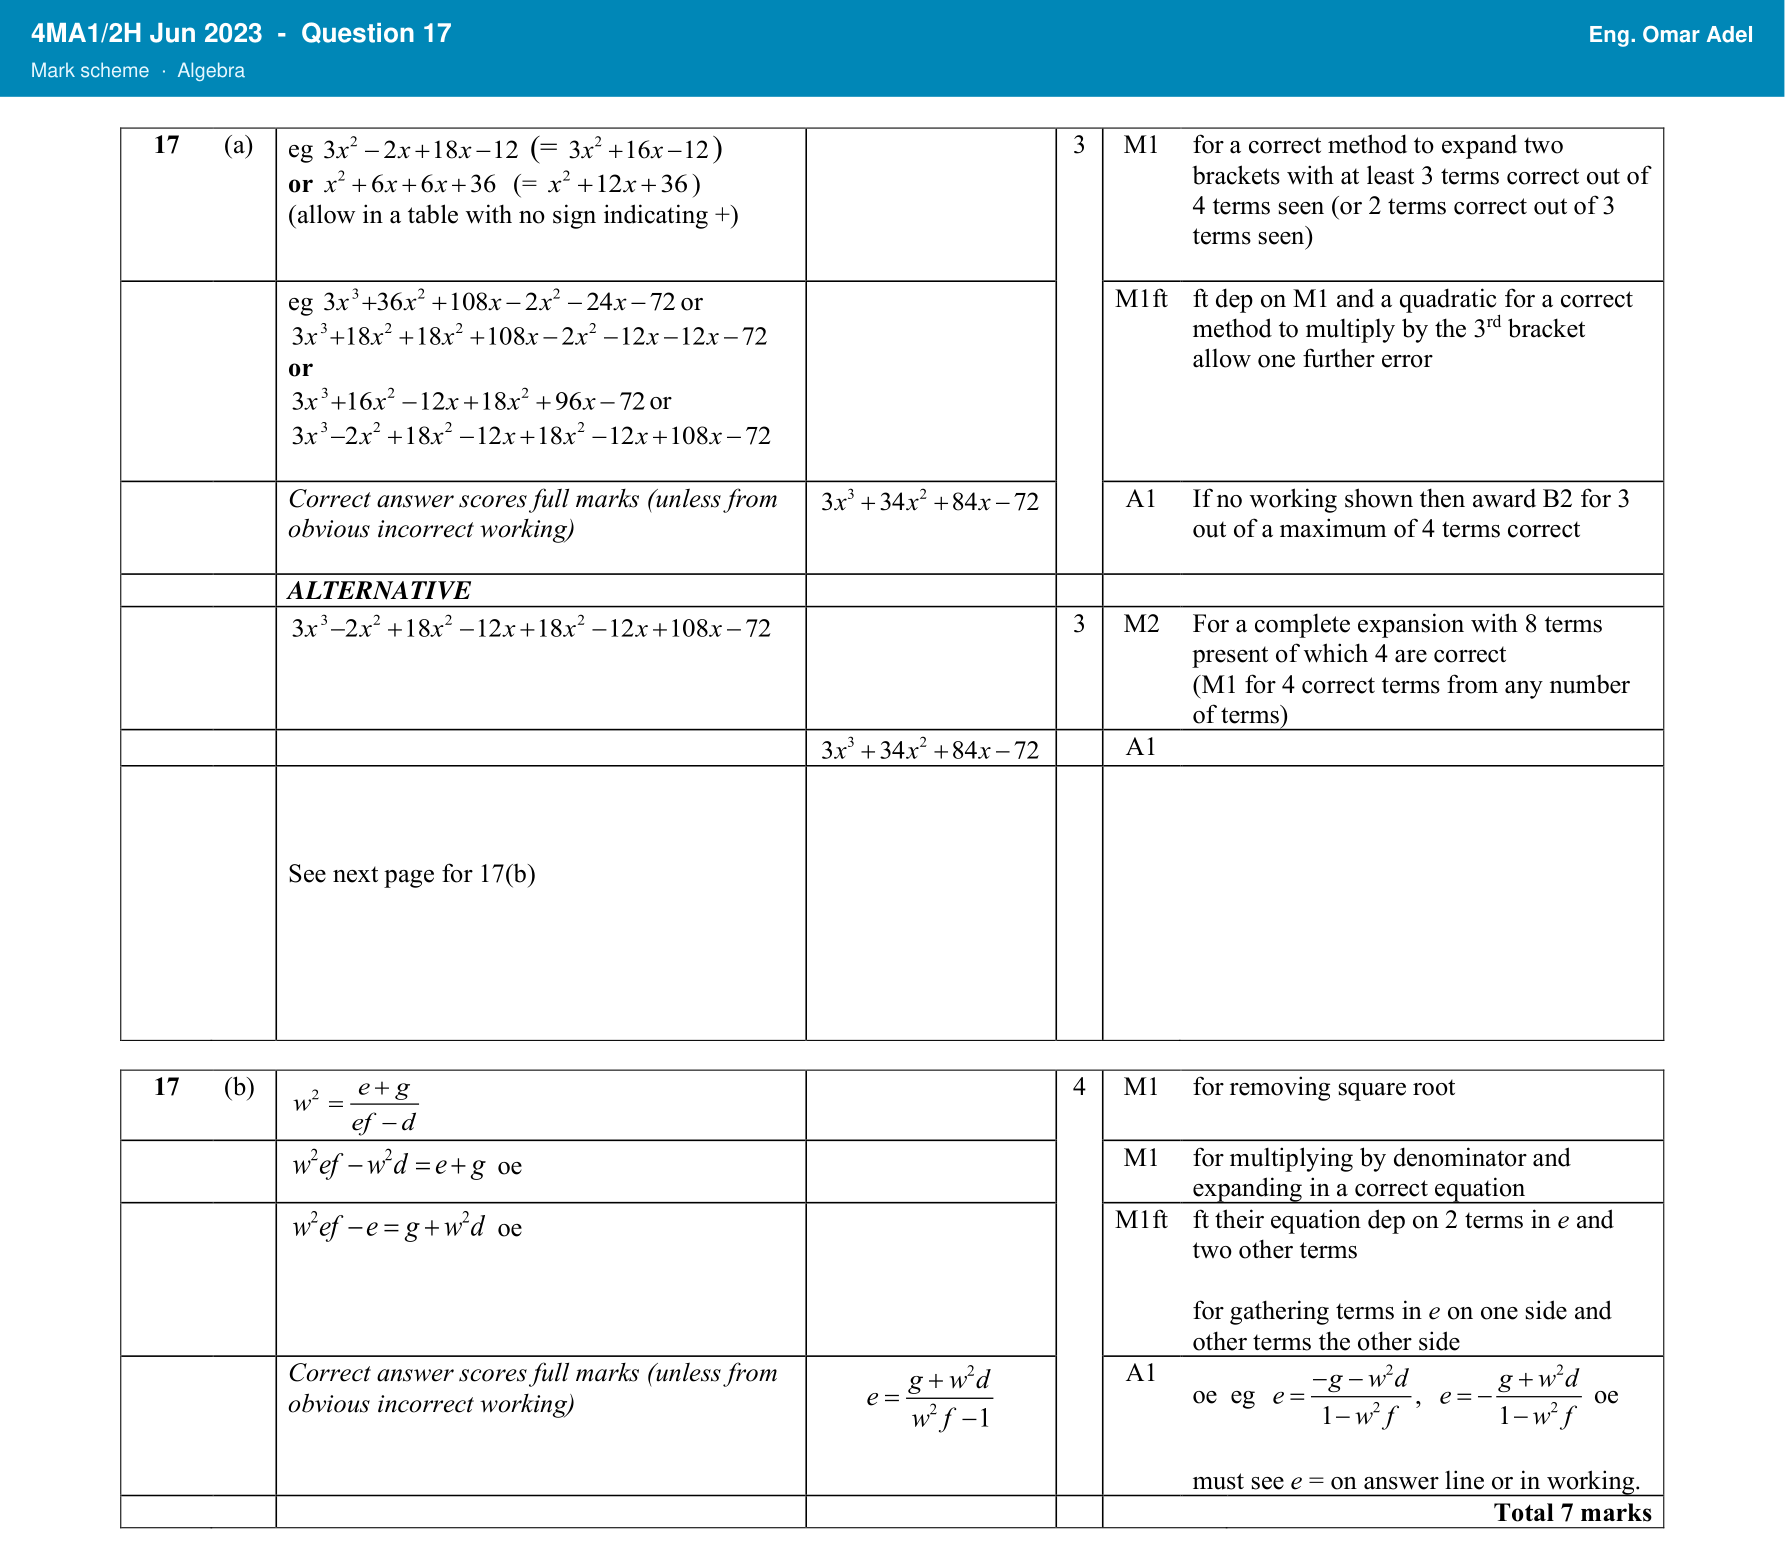 4MA1/2H Jun 2023 - Question 17
Eng. Omar Adel
Mark scheme · Algebra
17 (a) eg 3x² − 2x + 18x − 12 (= 3x² + 16x − 12)
or x² + 6x + 6x + 36 (= x² + 12x + 36)
(allow in a table with no sign indicating +)
3 M1 for a correct method to expand two
brackets with at least 3 terms correct out of
4 terms seen (or 2 terms correct out of 3
terms seen)
eg 3x³+36x² +108x − 2x² − 24x − 72 or
3x³+18x² +18x² +108x − 2x² −12x −12x − 72
or
3x³+16x² −12x +18x² + 96x − 72 or
3x³−2x² +18x² −12x +18x² −12x +108x − 72
M1ft ft dep on M1 and a quadratic for a correct
method to multiply by the 3rd bracket
allow one further error
Correct answer scores full marks (unless from
obvious incorrect working)
3x³ + 34x² + 84x − 72
A1 If no working shown then award B2 for 3
out of a maximum of 4 terms correct
ALTERNATIVE
3x³−2x² +18x² −12x +18x² −12x +108x − 72
3 M2 For a complete expansion with 8 terms
present of which 4 are correct
(M1 for 4 correct terms from any number
of terms)
3x³ + 34x² + 84x − 72 A1
See next page for 17(b)
17 (b) w² = (e + g)/(ef − d) 4 M1 for removing square root
w²ef − w²d = e + g oe M1 for multiplying by denominator and
expanding in a correct equation
w²ef − e = g + w²d oe M1ft ft their equation dep on 2 terms in e and
two other terms
for gathering terms in e on one side and
other terms the other side
Correct answer scores full marks (unless from
obvious incorrect working)
e = (g + w²d)/(w²f − 1)
A1 oe eg e = (−g − w²d)/(1 − w²f), e = −(g + w²d)/(1 − w²f) oe
must see e = on answer line or in working.
Total 7 marks